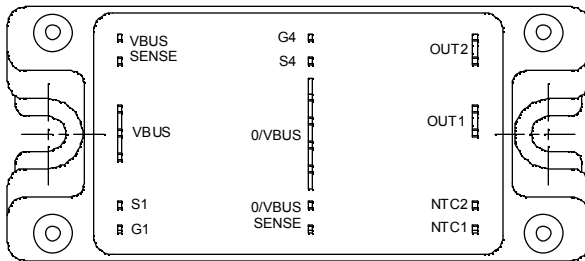 VBUS
SENSE
G4
S4
OUT2
VBUS
0/VBUS
OUT1
S1
G1
0/VBUS
SENSE
NTC2
NTC1